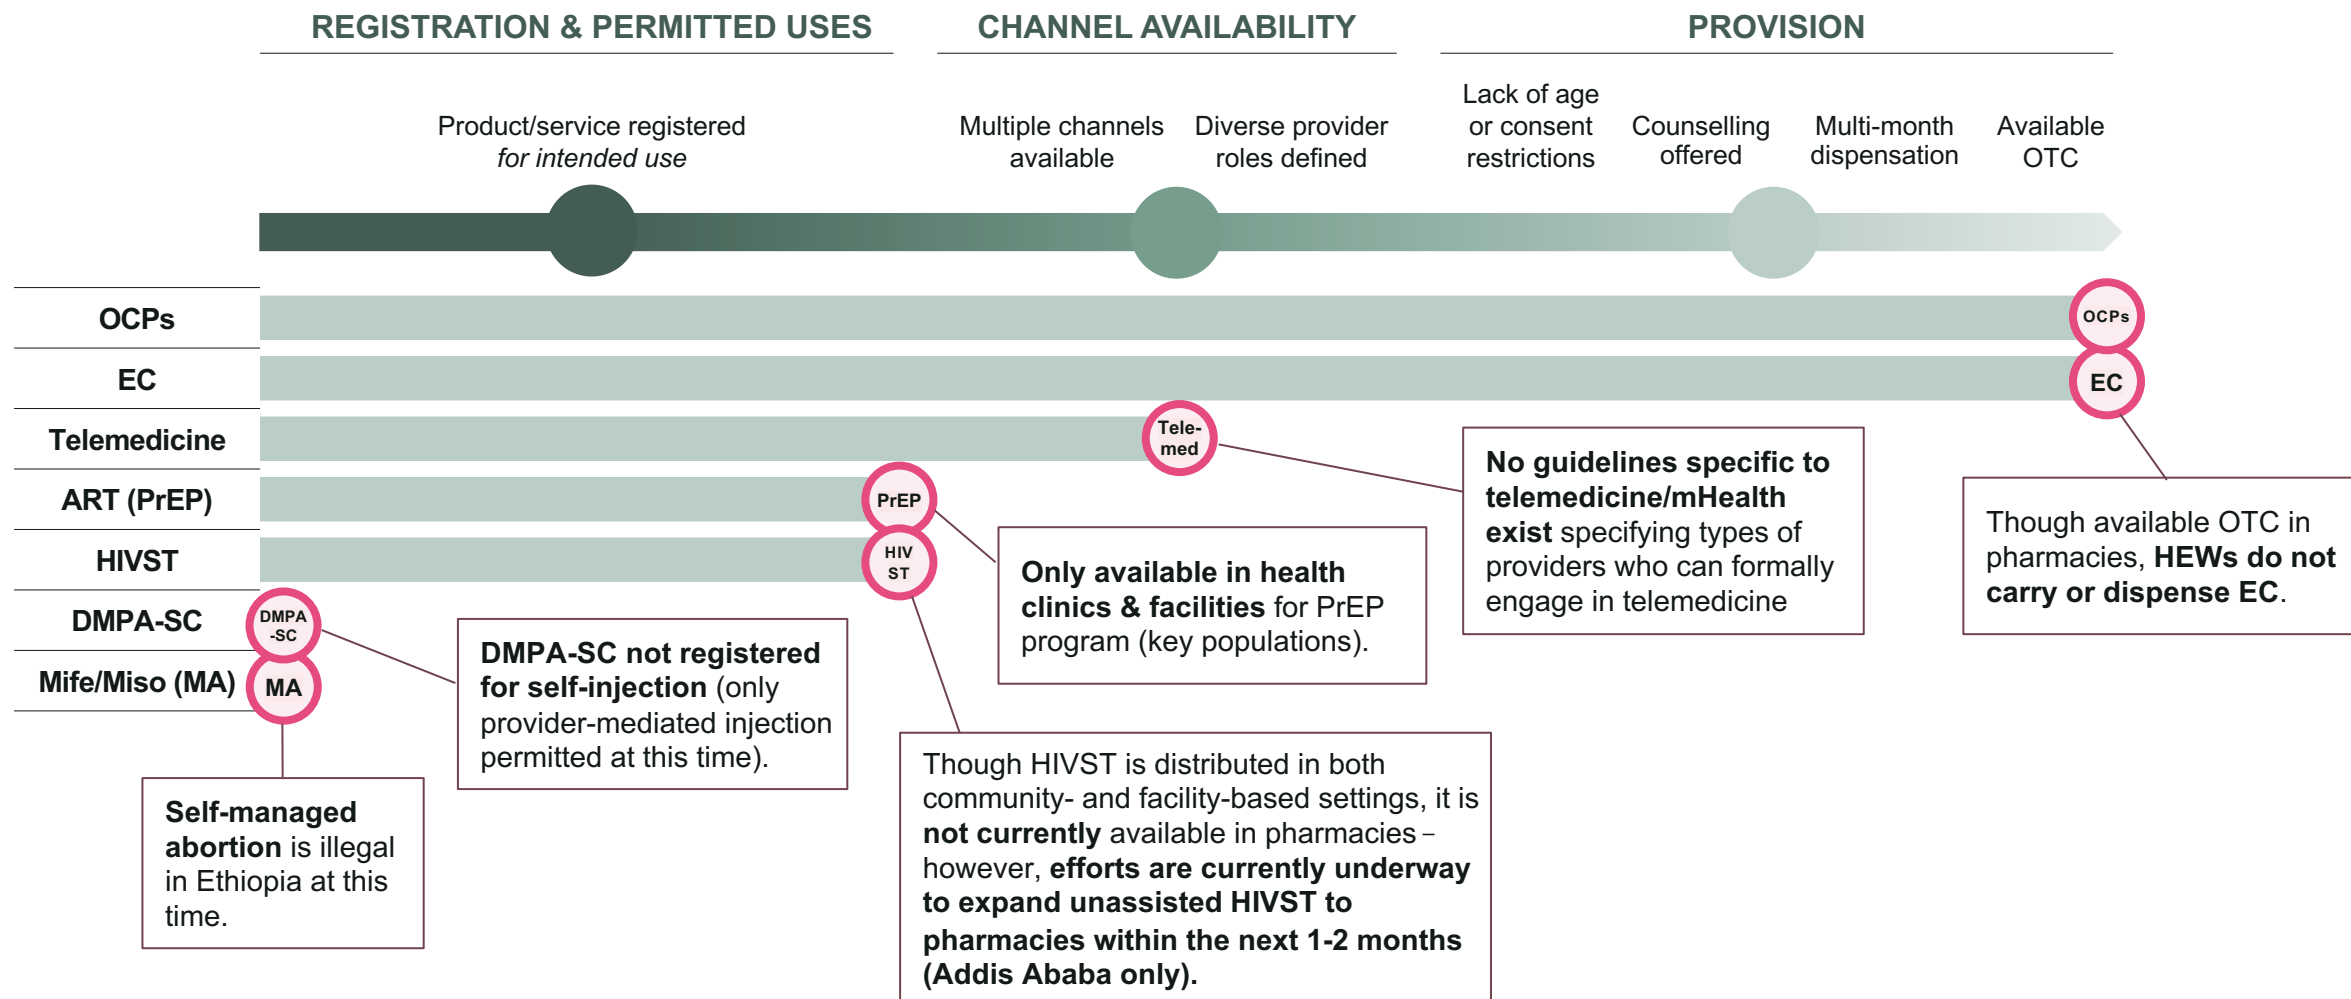 REGISTRATION & PERMITTED USES
CHANNEL AVAILABILITY
PROVISION
Product/service registered
for intended use
Multiple channels
available
Diverse provider
roles defined
Lack of age
or consent
restrictions
Counselling
offered
Multi-month
dispensation
Available
OTC
OCPs
OCPs
EC
EC
Telemedicine
Tele-
med
ART (PrEP)
PrEP
HIVST
HIV
ST
DMPA-SC
DMPA
-SC
Mife/Miso (MA)
MA
No guidelines specific to
telemedicine/mHealth
exist specifying types of
providers who can formally
engage in telemedicine
Though available OTC in
pharmacies, HEWs do not
carry or dispense EC.
Only available in health
clinics & facilities for PrEP
program (key populations).
DMPA-SC not registered
for self-injection (only
provider-mediated injection
permitted at this time).
Though HIVST is distributed in both
community- and facility-based settings, it is
not currently available in pharmacies –
however, efforts are currently underway
to expand unassisted HIVST to
pharmacies within the next 1-2 months
(Addis Ababa only).
Self-managed
abortion is illegal
in Ethiopia at this
time.